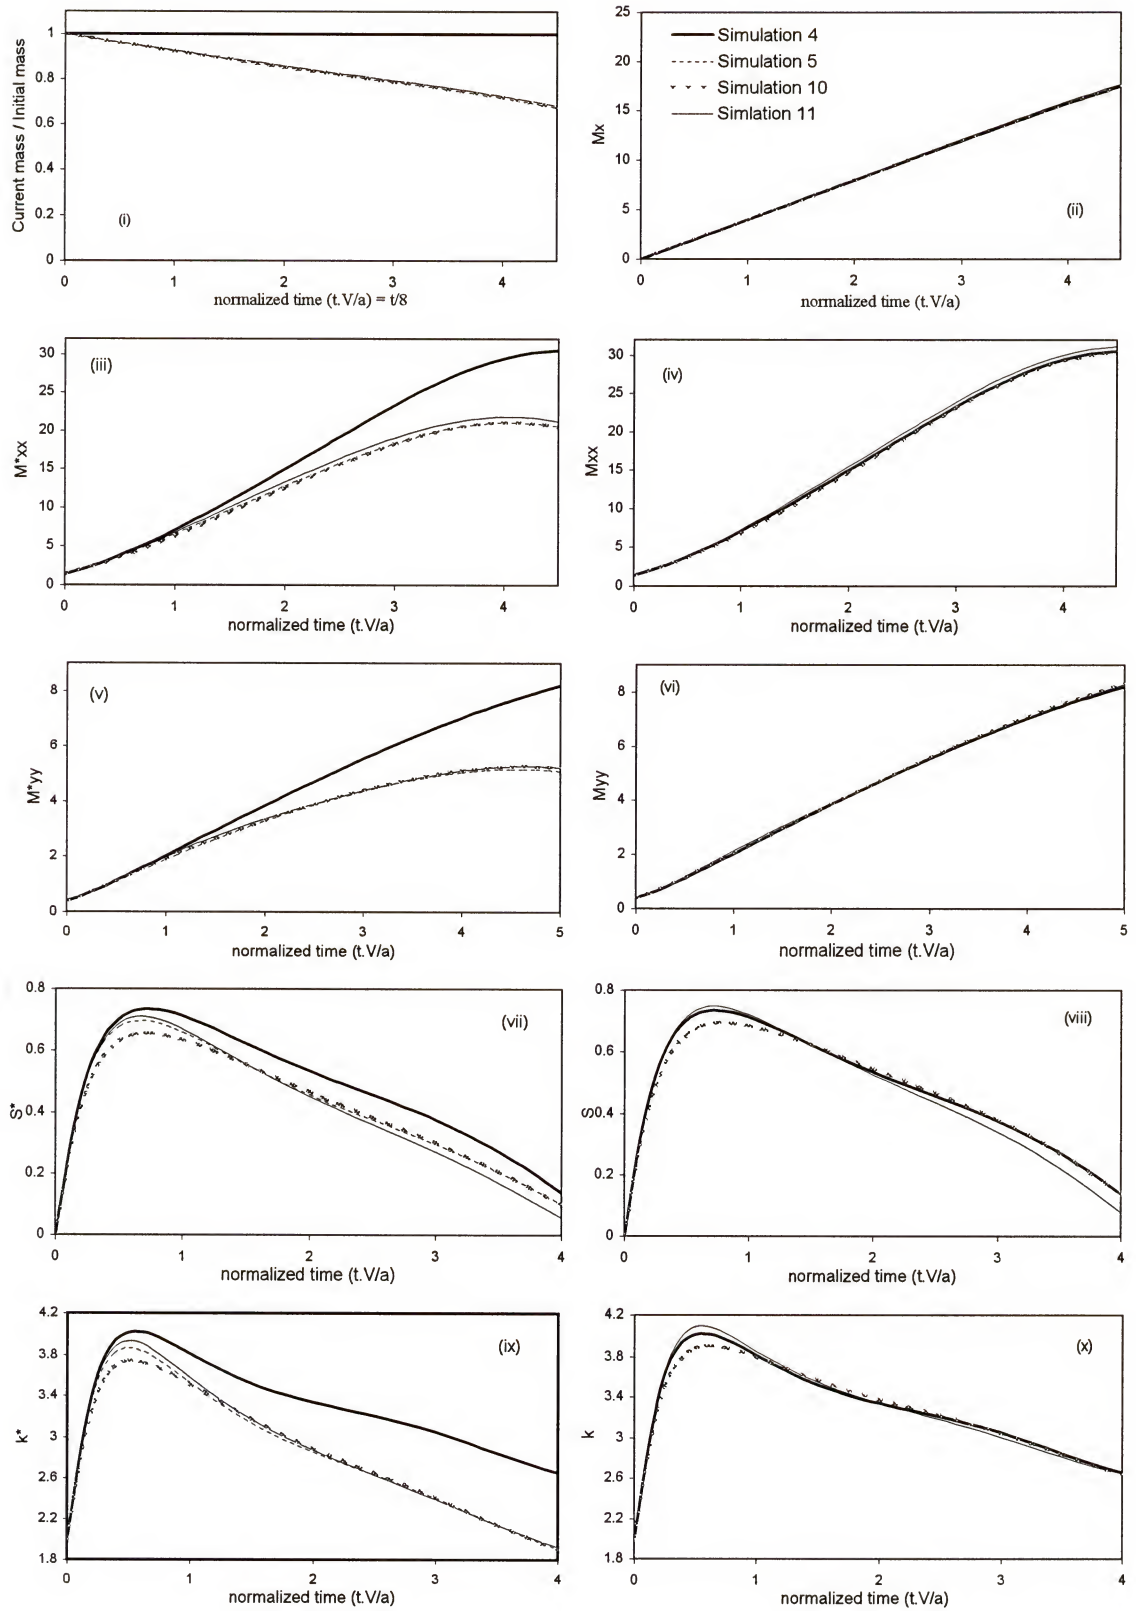 1
0.8
0.6
0.4
0.2
0
Current mass / Initial mass
(i)
0 1 2 3 4
normalized time (t.V/a) = t/8
25
20
15
10
5
0
Mx
Simulation 4
Simulation 5
Simulation 10
Simlation 11
(ii)
0 1 2 3 4
normalized time (t.V/a)
30
25
20
15
10
5
0
M*xx
(iii)
0 1 2 3 4
normalized time (t.V/a)
30
25
20
15
10
5
0
Mxx
(iv)
0 1 2 3 4
normalized time (t.V/a)
8
6
4
2
0
M*yy
(v)
0 1 2 3 4 5
normalized time (t.V/a)
8
6
4
2
0
Myy
(vi)
0 1 2 3 4 5
normalized time (t.V/a)
0.8
0.6
0.4
0.2
0
S*
(vii)
0 1 2 3 4
normalized time (t.V/a)
0.8
0.6
0.4
0.2
0
S
(viii)
0 1 2 3 4
normalized time (t.V/a)
4.2
3.8
3.4
3
2.6
2.2
1.8
k*
(ix)
0 1 2 3 4
normalized time (t.V/a)
4.2
3.8
3.4
3
2.6
2.2
1.8
k
(x)
0 1 2 3 4
normalized time (t.V/a)